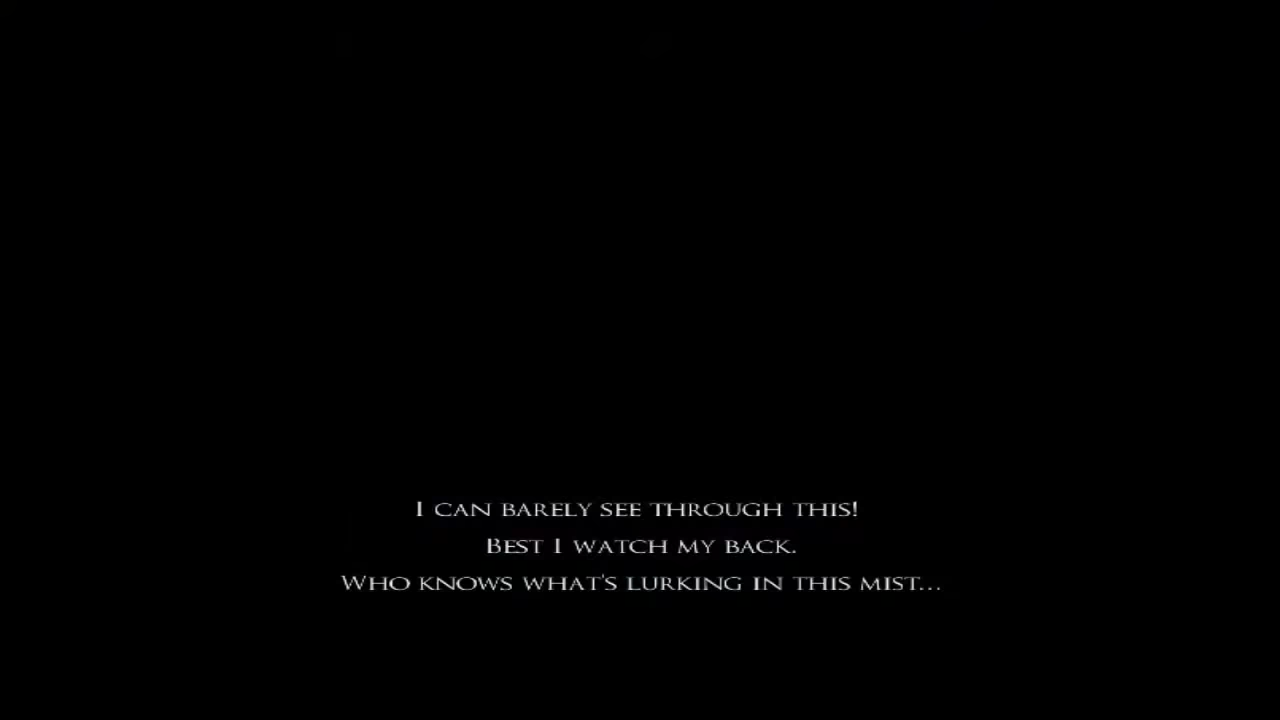 I can barely see through this!
Best I watch my back.
Who knows what's lurking in this mist...